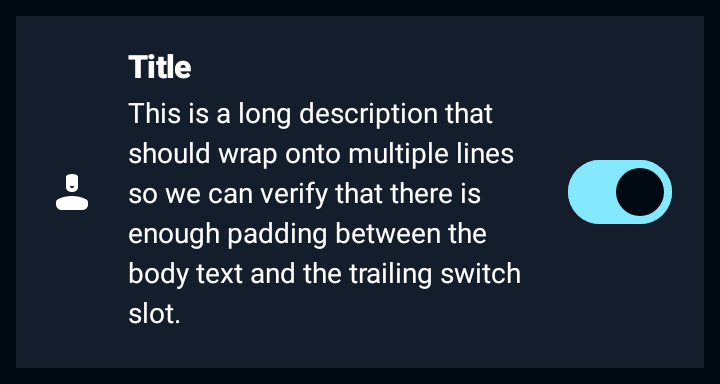 Title
This is a long description that
should wrap onto multiple lines
so we can verify that there is
enough padding between the
body text and the trailing switch
slot.